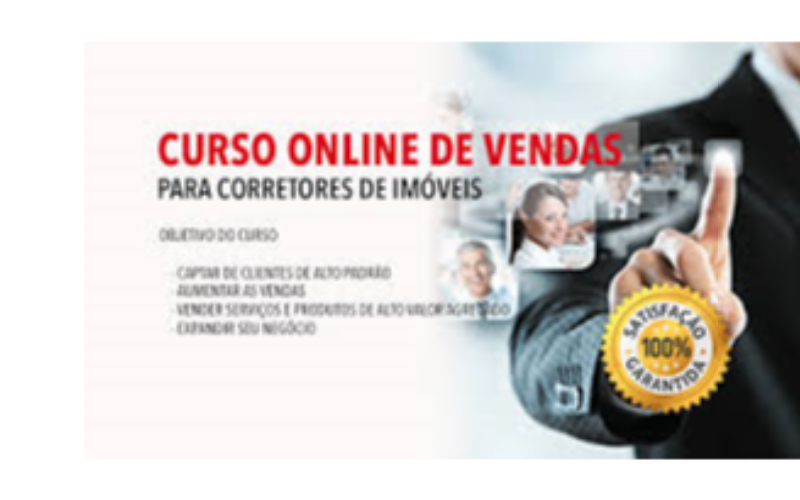 CURSO ONLINE DE VENDAS
PARA CORRETORES DE IMÓVEIS
OBJETIVO DO CURSO
- CAPTAR DE CLIENTES DE ALTO PADRÃO
- AUMENTAR AS VENDAS
- VENDER SERVIÇOS E PRODUTOS DE ALTO VALOR AGREGADO
- EXPANDIR SEU NEGÓCIO
SATISFAÇÃO
100%
GARANTIDA